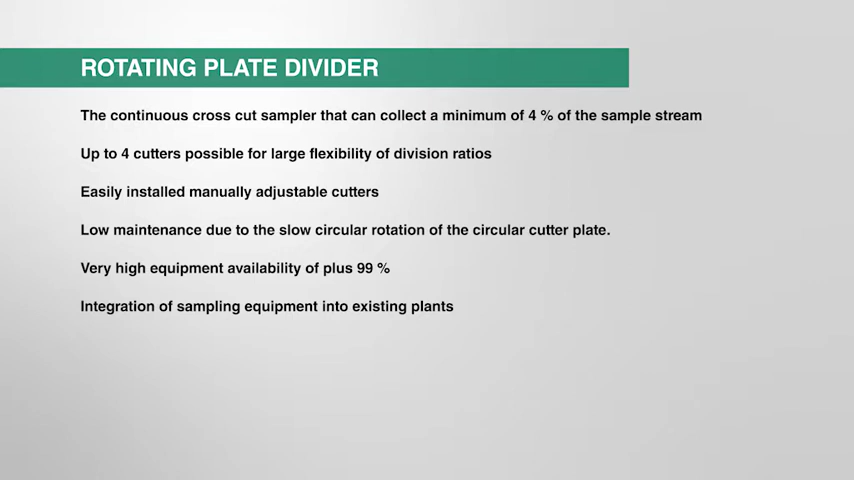 ROTATING PLATE DIVIDER
The continuous cross cut sampler that can collect a minimum of 4 % of the sample stream
Up to 4 cutters possible for large flexibility of division ratios
Easily installed manually adjustable cutters
Low maintenance due to the slow circular rotation of the circular cutter plate.
Very high equipment availability of plus 99 %
Integration of sampling equipment into existing plants